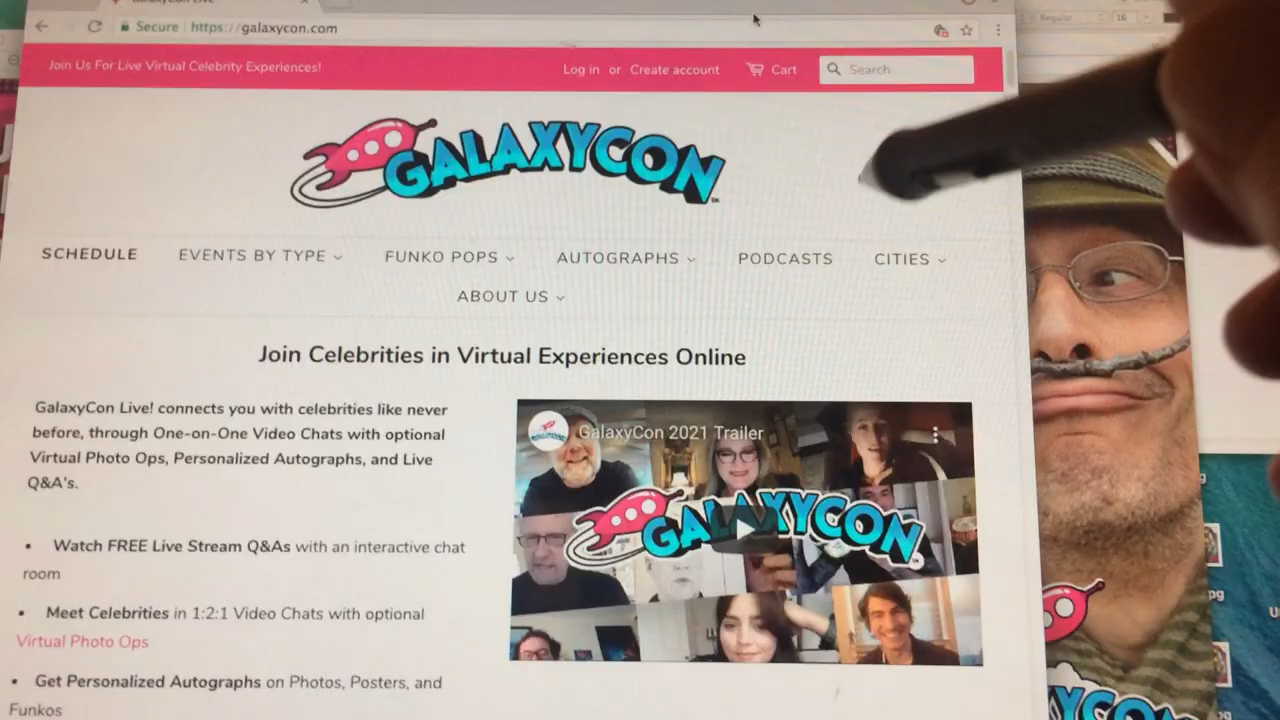 Secure https://galaxycon.com
Regular 16
Join Us For Live Virtual Celebrity Experiences! Log in or Create account Cart Search
GALAXYCON
SCHEDULE EVENTS BY TYPE FUNKO POPS AUTOGRAPHS PODCASTS CITIES
ABOUT US
Join Celebrities in Virtual Experiences Online
GalaxyCon Live! connects you with celebrities like never
before, through One-on-One Video Chats with optional
Virtual Photo Ops, Personalized Autographs, and Live
Q&A's.
• Watch FREE Live Stream Q&As with an interactive chat
room
• Meet Celebrities in 1:2:1 Video Chats with optional
Virtual Photo Ops
• Get Personalized Autographs on Photos, Posters, and
Funkos
GalaxyCon 2021 Trailer
GALAXYCON
YCON